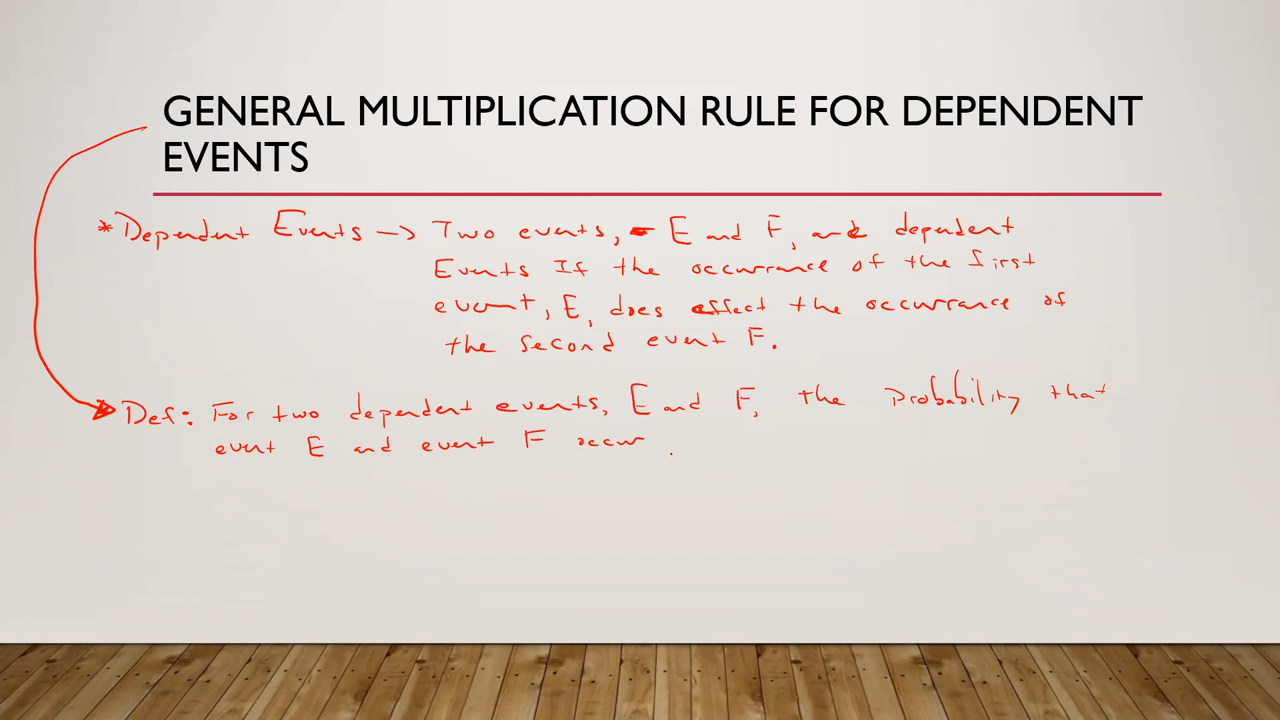 GENERAL MULTIPLICATION RULE FOR DEPENDENT
EVENTS
* Dependent Events → Two events, E and F, are dependent
Events If the occurrance of the first
event, E, does effect the occurrance of
the second event F.
Def: For two dependent events, E and F, the Probability that
event E and event F occur